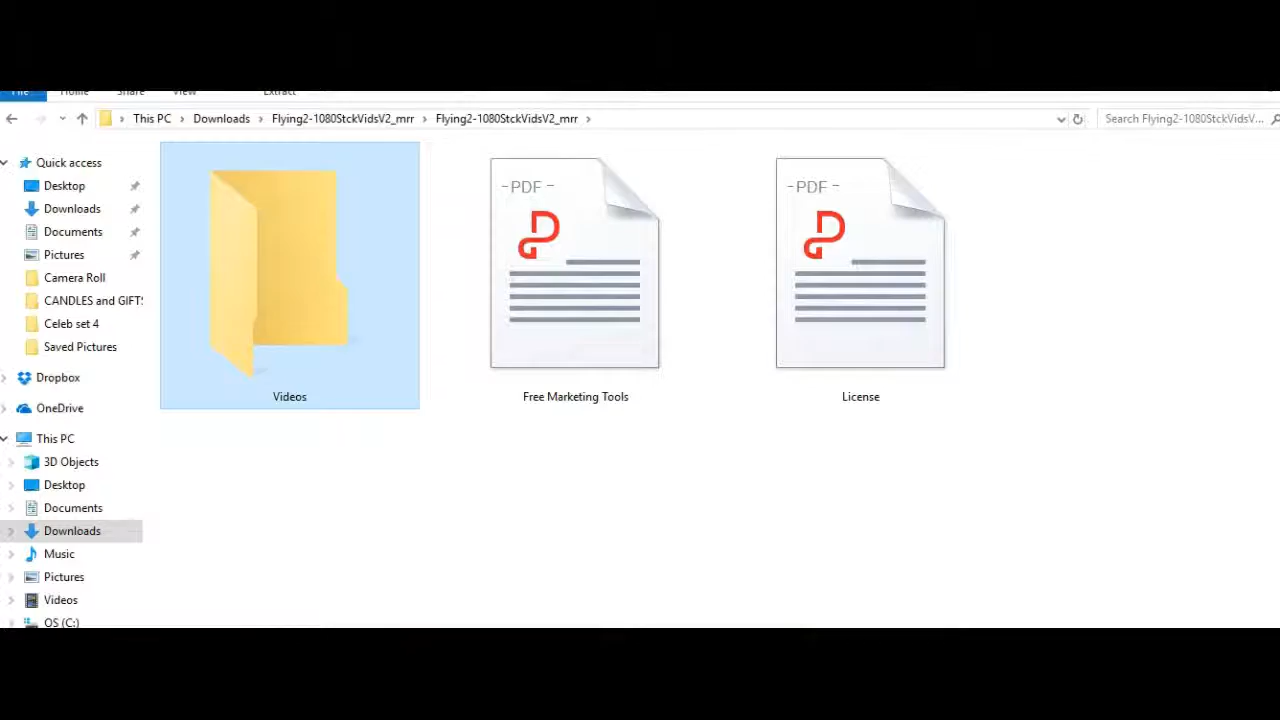 File Home Share View Extract
This PC Downloads Flying2-1080StckVidsV2_mrr Flying2-1080StckVidsV2_mrr Search Flying2-1080StckVidsV...
Quick access
Desktop
Downloads
Documents
Pictures
Camera Roll
CANDLES and GIFTS
Celeb set 4
Saved Pictures
Dropbox
OneDrive
This PC
3D Objects
Desktop
Documents
Downloads
Music
Pictures
Videos
OS (C:)
-PDF-
-PDF-
Videos
Free Marketing Tools
License